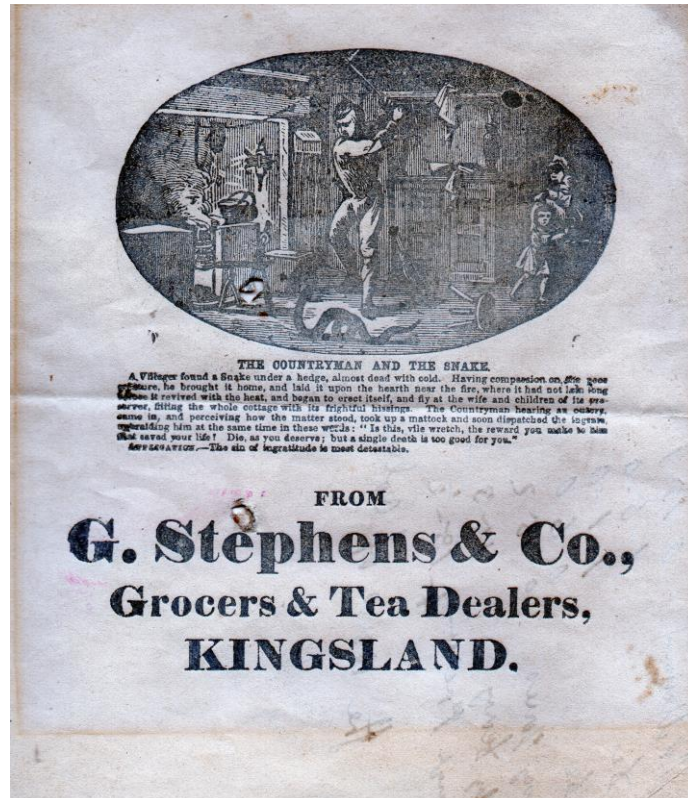 THE COUNTRYMAN AND THE SNAKE.
A Villager found a Snake under a hedge, almost dead with cold. Having compassion on the poor
creature, he brought it home, and laid it upon the hearth near the fire, where it had not lain long
before it revived with the heat, and began to erect itself, and fly at the wife and children of its pre-
server, filling the whole cottage with its frightful hissings. The Countryman hearing an outcry,
came in, and perceiving how the matter stood, took up a mattock and soon dispatched the ingrate,
upbraiding him at the same time in these words: "Is this, vile wretch, the reward you make to him
that saved your life! Die, as you deserve; but a single death is too good for you."
APPLICATION.—The sin of ingratitude is most detestable.
FROM
G. Stephens & Co.,
Grocers & Tea Dealers,
KINGSLAND.